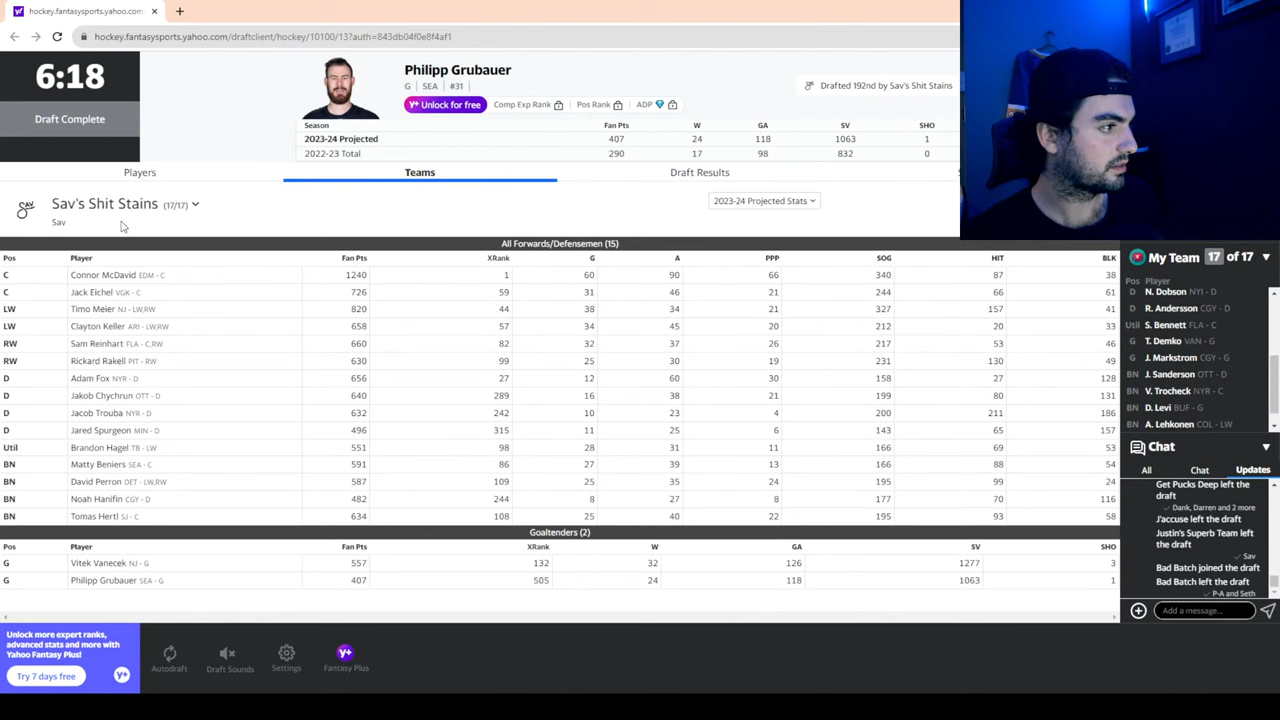 hockey.fantasysports.yahoo.com.
hockey.fantasysports.yahoo.com/draftclient/hockey/10100/13?auth=843db04f0e8f4af1
6:18
Draft Complete
Philipp Grubauer
G | SEA | #31
Y+ Unlock for free Comp Exp Rank Pos Rank ADP
Drafted 192nd by Sav's Shit Stains
Season Fan Pts W GA SV SHO
2023-24 Projected 407 24 118 1063 1
2022-23 Total 290 17 98 832 0
Players Teams Draft Results
Sav's Shit Stains (17/17)
Sav
2023-24 Projected Stats
All Forwards/Defensemen (15)
Pos Player Fan Pts XRank G A PPP SOG HIT BLK
C Connor McDavid EDM - C 1240 1 60 90 66 340 87 38
C Jack Eichel VGK - C 726 59 31 46 21 244 66 61
LW Timo Meier NJ - LW,RW 820 44 38 34 21 327 157 41
LW Clayton Keller ARI - LW,RW 658 57 34 45 20 212 20 33
RW Sam Reinhart FLA - C,RW 660 82 32 37 26 217 53 46
RW Rickard Rakell PIT - RW 630 99 25 30 19 231 130 49
D Adam Fox NYR - D 656 27 12 60 30 158 27 128
D Jakob Chychrun OTT - D 640 289 16 38 21 199 80 131
D Jacob Trouba NYR - D 632 242 10 23 4 200 211 186
D Jared Spurgeon MIN - D 496 315 11 25 6 143 65 157
Util Brandon Hagel TB - LW 551 98 28 31 11 166 69 53
BN Matty Beniers SEA - C 591 86 27 39 13 166 88 54
BN David Perron DET - LW,RW 587 109 25 35 24 195 99 24
BN Noah Hanifin CGY - D 482 244 8 27 8 177 70 116
BN Tomas Hertl SJ - C 634 108 25 40 22 195 93 58
Goaltenders (2)
Pos Player Fan Pts XRank W GA SV SHO
G Vitek Vanecek NJ - G 557 132 32 126 1277 3
G Philipp Grubauer SEA - G 407 505 24 118 1063 1
My Team 17 of 17
Pos Player
D N. Dobson NYI - D
D R. Andersson CGY - D
Util S. Bennett FLA - C
G T. Demko VAN - G
G J. Markstrom CGY - G
BN J. Sanderson OTT - D
BN V. Trocheck NYR - C
BN D. Levi BUF - G
BN A. Lehkonen COL - LW
Chat
All Chat Updates
Get Pucks Deep left the
draft
Dank, Darren and 2 more
J'accuse left the draft
Justin's Superb Team left
the draft
Sav
Bad Batch joined the draft
Bad Batch left the draft
P-A and Seth
Add a message...
Unlock more expert ranks,
advanced stats and more with
Yahoo Fantasy Plus!
Try 7 days free y+
Autodraft Draft Sounds Settings Fantasy Plus